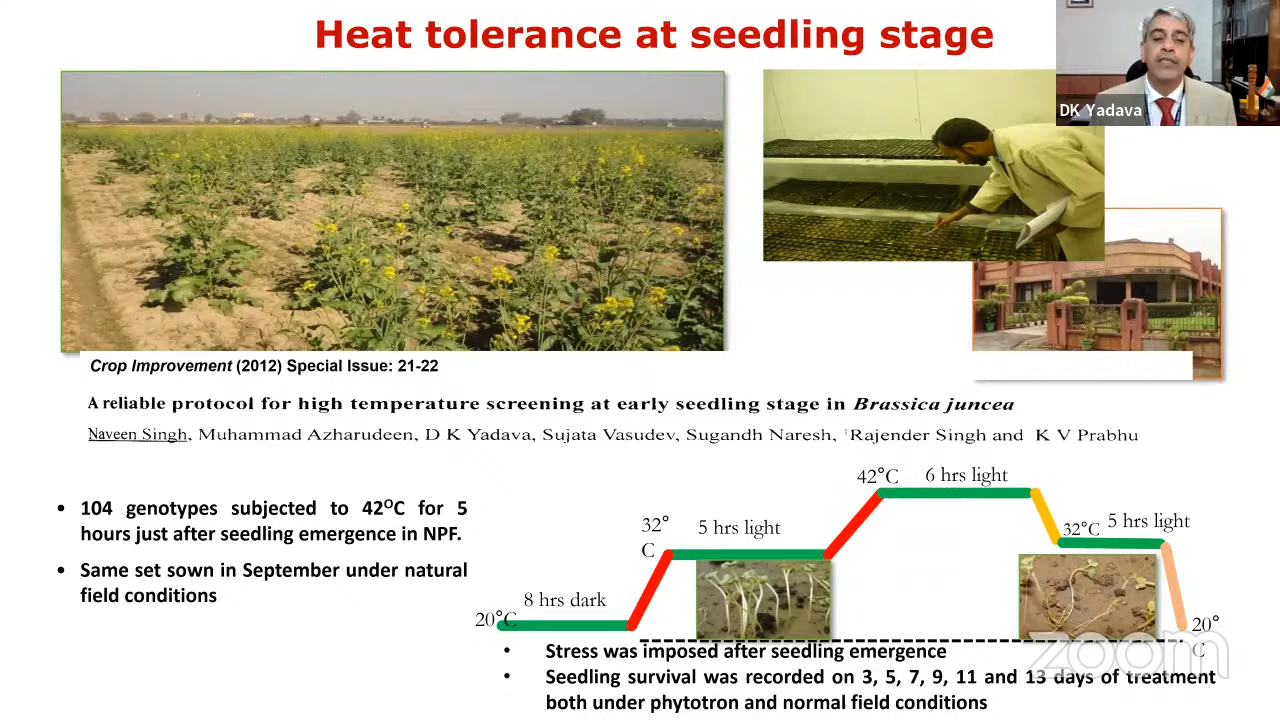 Heat tolerance at seedling stage
DK Yadava
Crop Improvement (2012) Special Issue: 21-22
A reliable protocol for high temperature screening at early seedling stage in Brassica juncea
Naveen Singh, Muhammad Azharudeen, D K Yadava, Sujata Vasudev, Sugandh Naresh, ¹Rajender Singh and K V Prabhu
• 104 genotypes subjected to 42⁰C for 5
hours just after seedling emergence in NPF.
• Same set sown in September under natural
field conditions
20°C
8 hrs dark
32°
C
5 hrs light
42°C
6 hrs light
32°C
5 hrs light
20°
C
• Stress was imposed after seedling emergence
• Seedling survival was recorded on 3, 5, 7, 9, 11 and 13 days of treatment
both under phytotron and normal field conditions
zoom